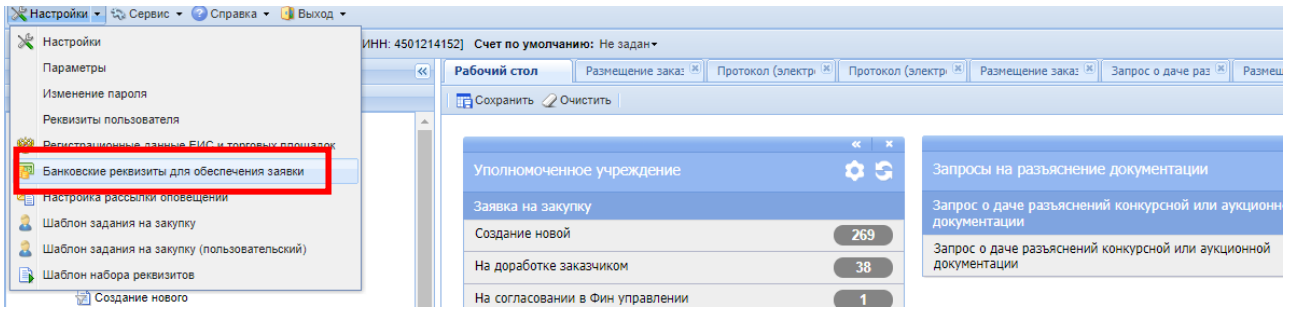 Настройки Сервис Справка Выход
Настройки
ИНН: 4501214152] Счет по умолчанию: Не задан
Параметры
Изменение пароля
Реквизиты пользователя
Регистрационные данные ЕИС и торговых площадок
Банковские реквизиты для обеспечения заявки
Настройка рассылки оповещений
Шаблон задания на закупку
Шаблон задания на закупку (пользовательский)
Шаблон набора реквизитов
Создание нового
Рабочий стол Размещение заказ Протокол (электр Протокол (электр Размещение заказ Запрос о даче раз Размещ
Сохранить Очистить
Уполномоченное учреждение
Заявка на закупку
Создание новой 269
На доработке заказчиком 38
На согласовании в Фин управлении 1
Запросы на разъяснение документации
Запрос о даче разъяснений конкурсной или аукционн
документации
Запрос о даче разъяснений конкурсной или аукционной
документации